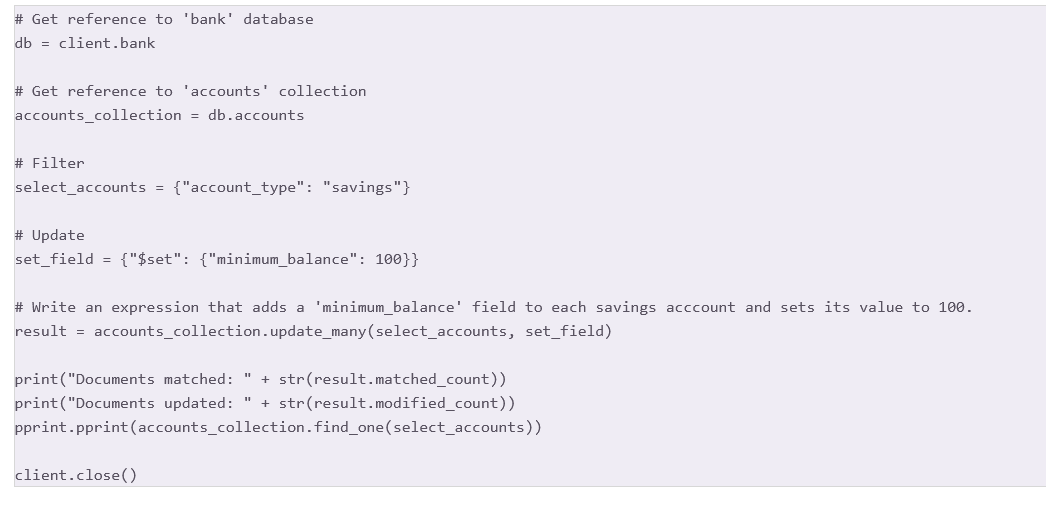 # Get reference to 'bank' database
db = client.bank
# Get reference to 'accounts' collection
accounts_collection = db.accounts
# Filter
select_accounts = {"account_type": "savings"}
# Update
set_field = {"$set": {"minimum_balance": 100}}
# Write an expression that adds a 'minimum_balance' field to each savings acccount and sets its value to 100.
result = accounts_collection.update_many(select_accounts, set_field)
print("Documents matched: " + str(result.matched_count))
print("Documents updated: " + str(result.modified_count))
pprint.pprint(accounts_collection.find_one(select_accounts))
client.close()